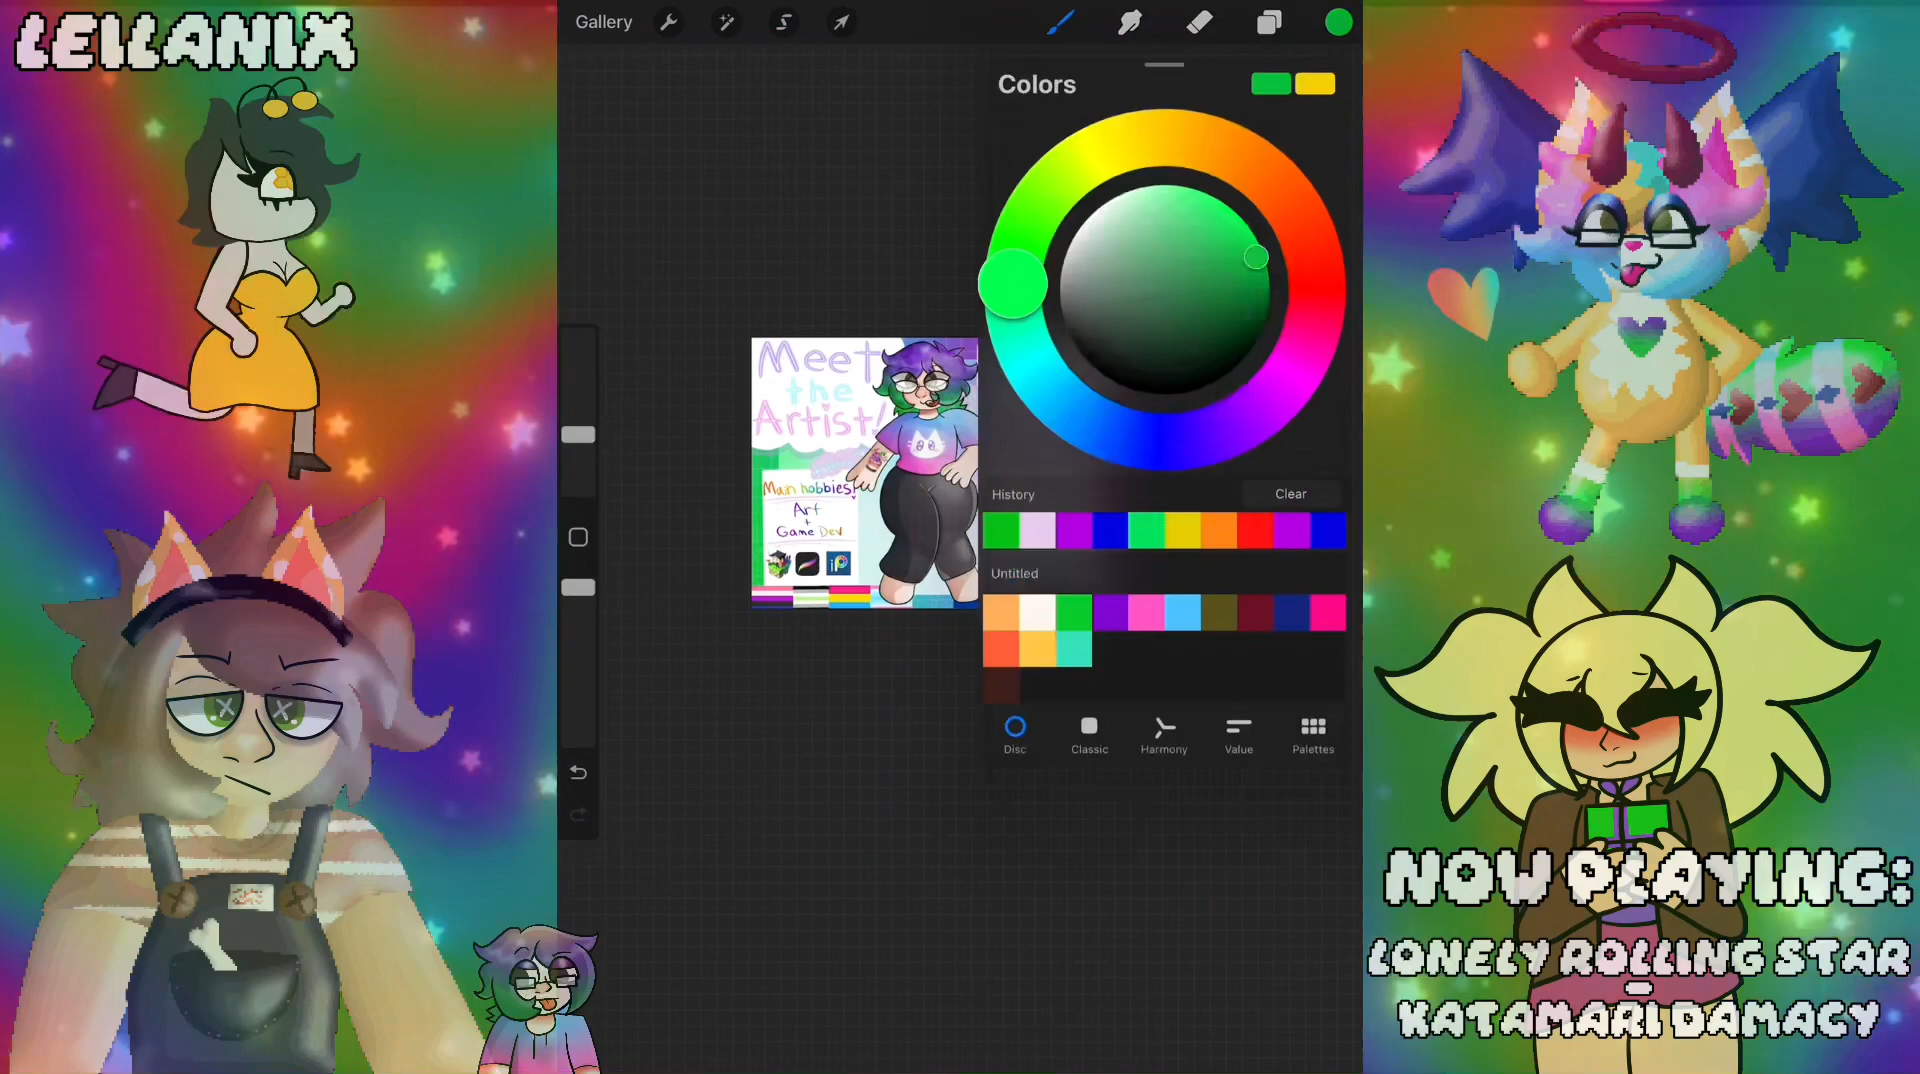 LEILANIX
Gallery
Colors
Meet
the
Artist!
Main hobbies!
Art
+
Game Dev
iP
History
Clear
Untitled
Disc
Classic
Harmony
Value
Palettes
NOW PLAYING:
LONELY ROLLING STAR
-
KATAMARI DAMACY